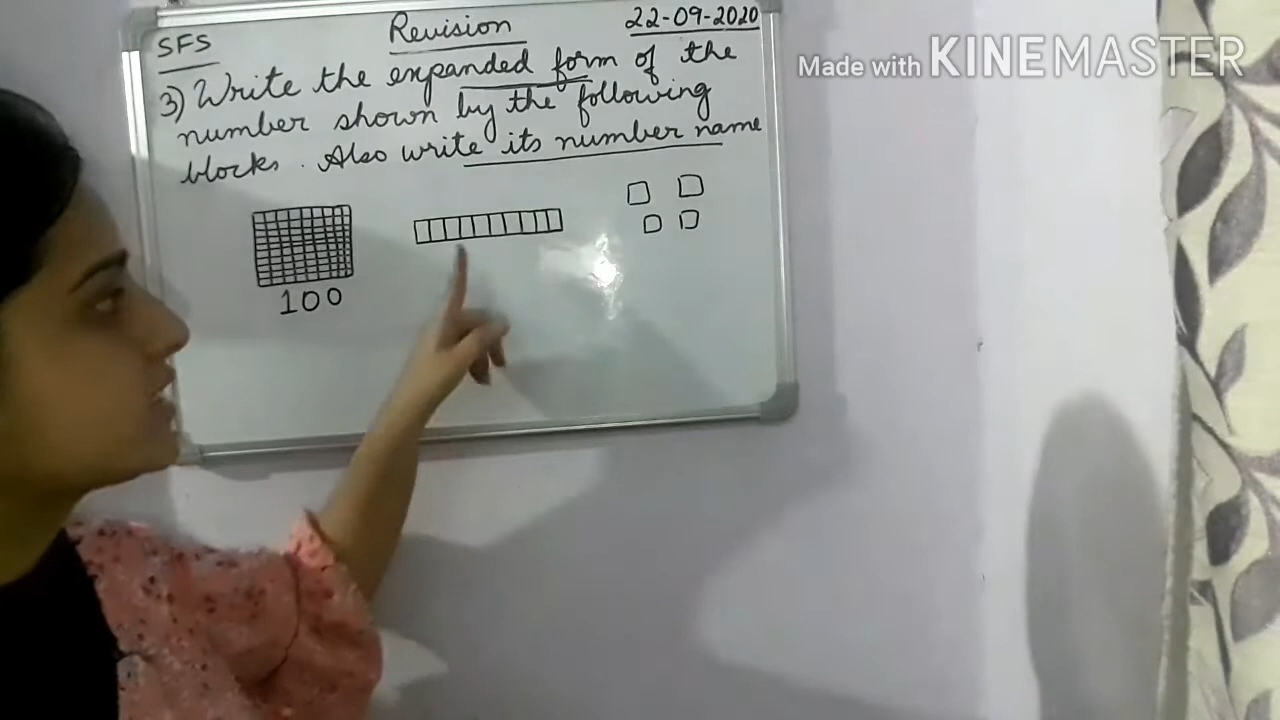 SFS Revision 22-09-2020
3) Write the expanded form of the
number shown by the following
blocks. Also write its number name
100
Made with KINEMASTER